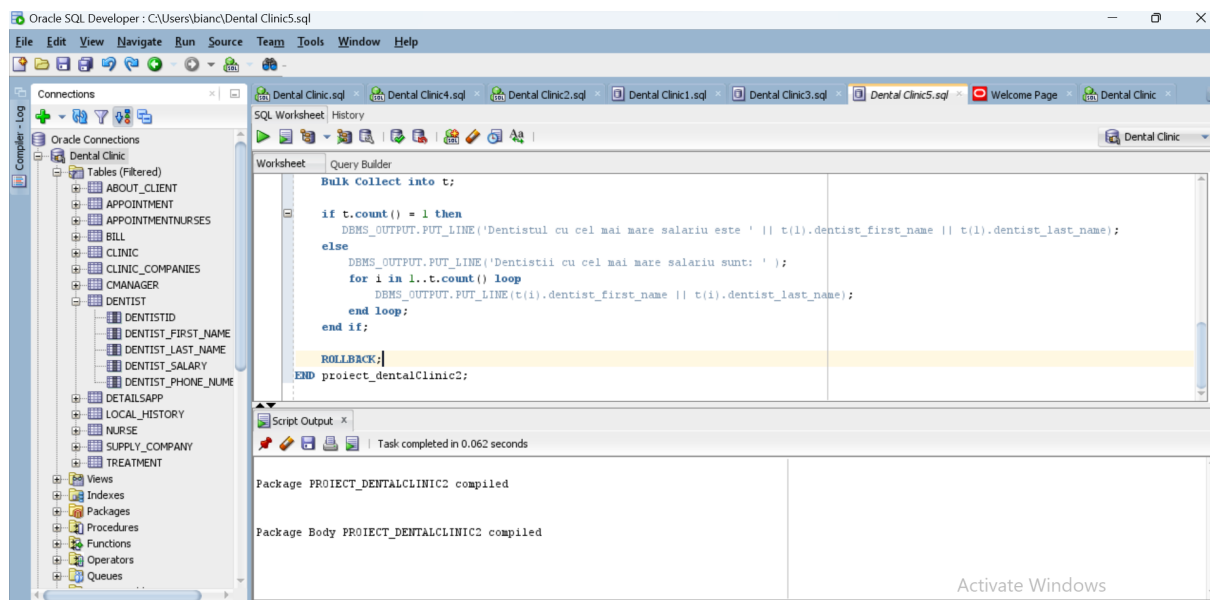 Oracle SQL Developer : C:\Users\bianc\Dental Clinic5.sql
File Edit View Navigate Run Source Team Tools Window Help
Connections
Dental Clinic.sql
Dental Clinic4.sql
Dental Clinic2.sql
Dental Clinic1.sql
Dental Clinic3.sql
Dental Clinic5.sql
Welcome Page
Dental Clinic
SQL Worksheet History
Dental Clinic
Worksheet Query Builder
Compiler - Log
Oracle Connections
Dental Clinic
Tables (Filtered)
ABOUT_CLIENT
APPOINTMENT
APPOINTMENTNURSES
BILL
CLINIC
CLINIC_COMPANIES
CMANAGER
DENTIST
DENTISTID
DENTIST_FIRST_NAME
DENTIST_LAST_NAME
DENTIST_SALARY
DENTIST_PHONE_NUME
DETAILSAPP
LOCAL_HISTORY
NURSE
SUPPLY_COMPANY
TREATMENT
Views
Indexes
Packages
Procedures
Functions
Operators
Queues
Bulk Collect into t;
if t.count() = 1 then
DBMS_OUTPUT.PUT_LINE('Dentistul cu cel mai mare salariu este ' || t(1).dentist_first_name || t(1).dentist_last_name);
else
DBMS_OUTPUT.PUT_LINE('Dentistii cu cel mai mare salariu sunt: ' );
for i in 1..t.count() loop
DBMS_OUTPUT.PUT_LINE(t(i).dentist_first_name || t(i).dentist_last_name);
end loop;
end if;
ROLLBACK;
END proiect_dentalClinic2;
Script Output x
Task completed in 0.062 seconds
Package PROIECT_DENTALCLINIC2 compiled
Package Body PROIECT_DENTALCLINIC2 compiled
Activate Windows